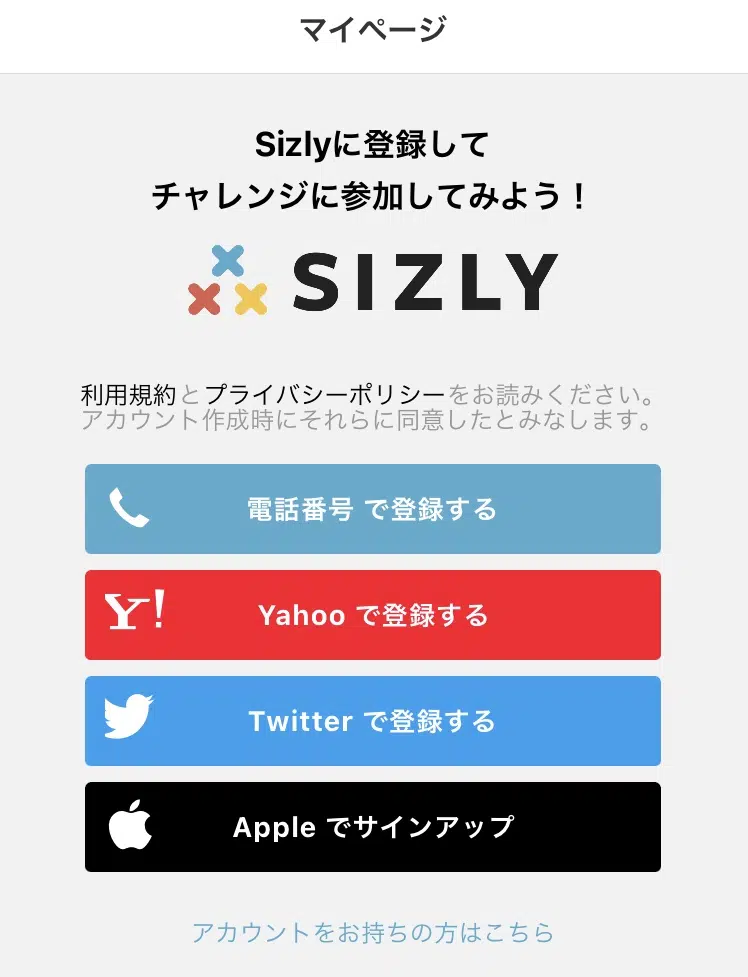 マイページ
Sizlyに登録して
チャレンジに参加してみよう！
SIZLY
利用規約とプライバシーポリシーをお読みください。
アカウント作成時にそれらに同意したとみなします。
電話番号 で登録する
Y! Yahoo で登録する
Twitter で登録する
Apple でサインアップ
アカウントをお持ちの方はこちら